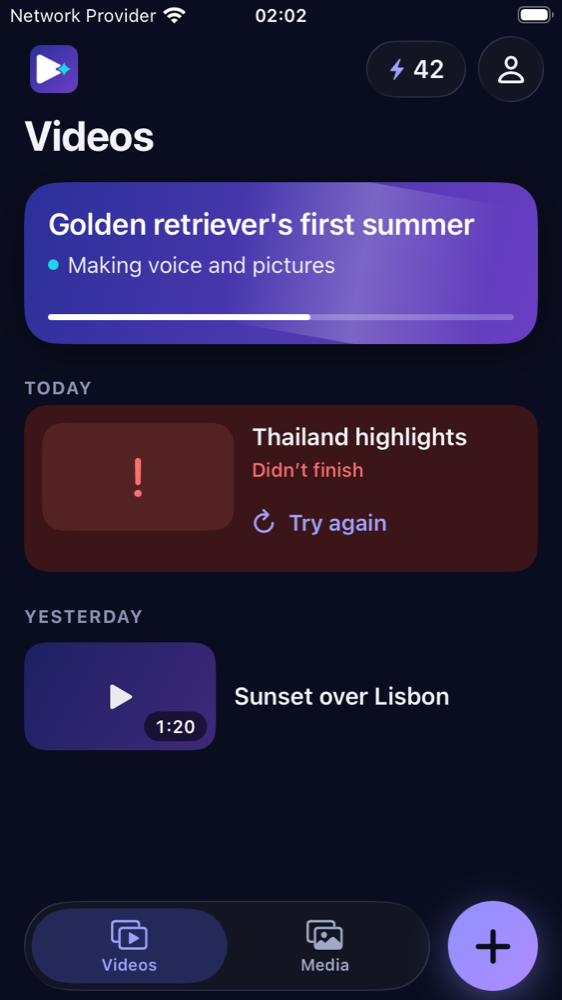 Network Provider 02:02
42
Videos
Golden retriever's first summer
Making voice and pictures
TODAY
Thailand highlights
Didn’t finish
Try again
YESTERDAY
Sunset over Lisbon
1:20
Videos Media